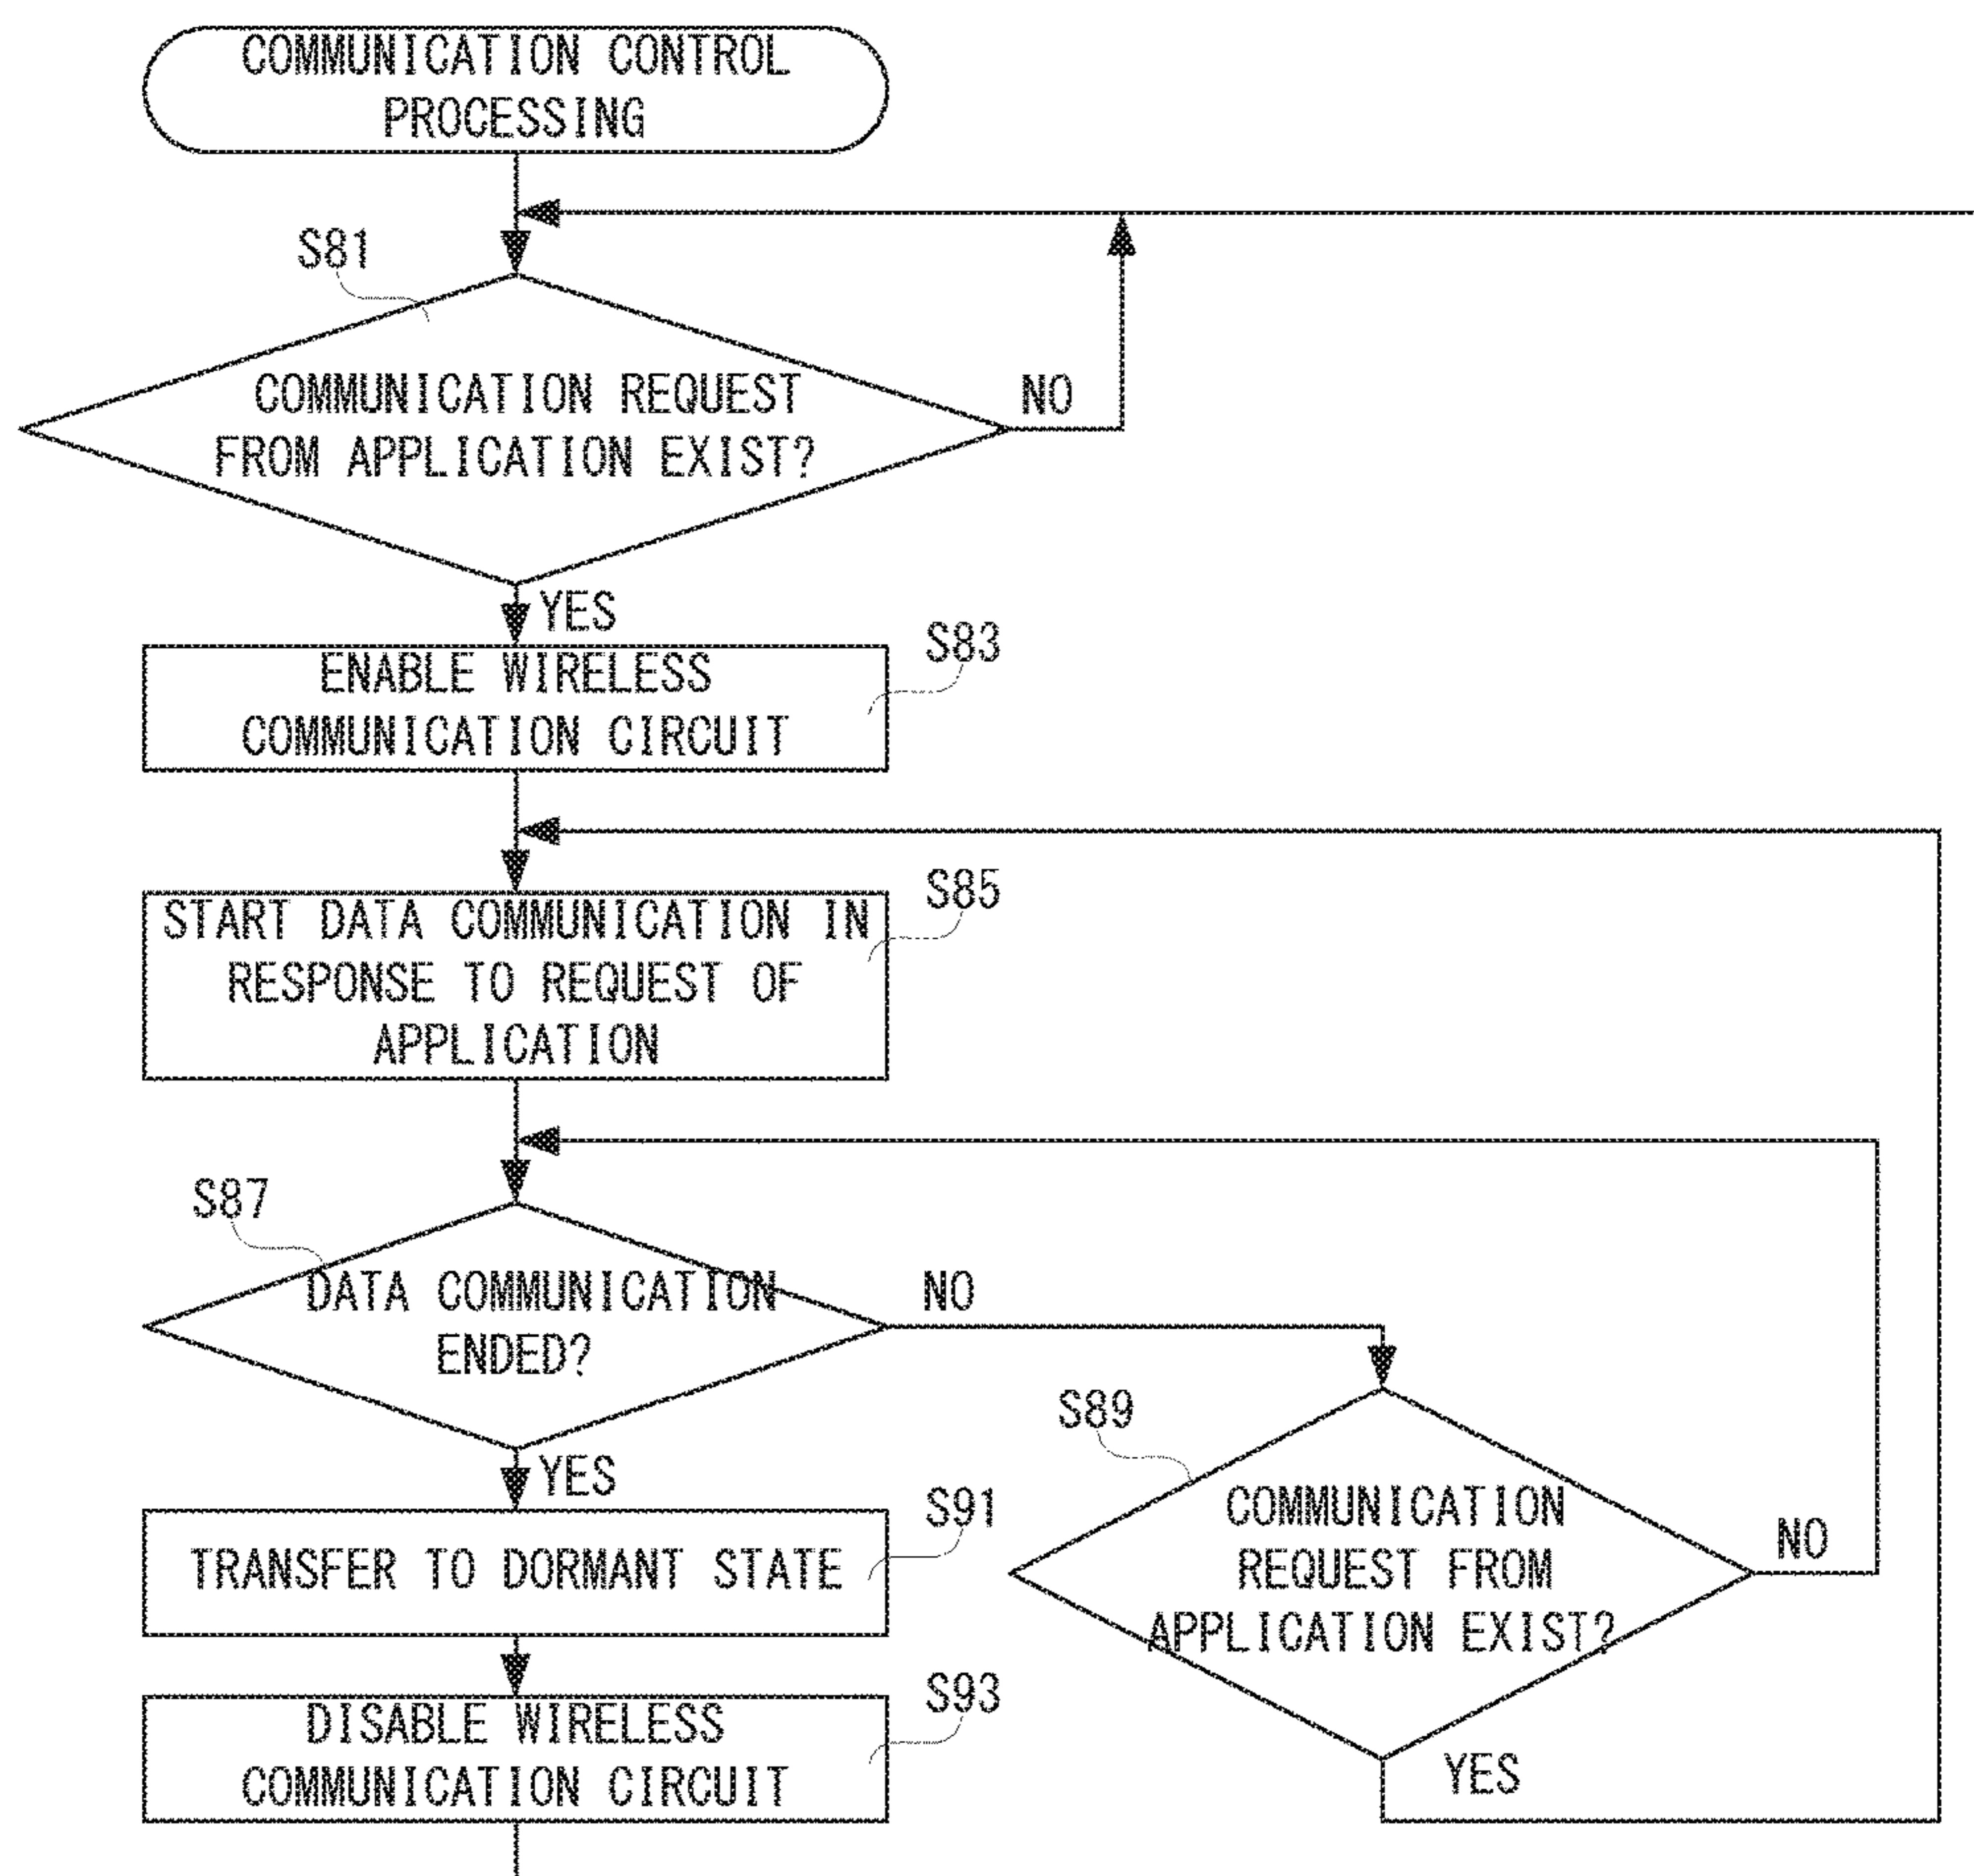 COMMUNICATION CONTROL
PROCESSING
S81
COMMUNICATION REQUEST
FROM APPLICATION EXIST?
NO
YES
S83
ENABLE WIRELESS
COMMUNICATION CIRCUIT
S85
START DATA COMMUNICATION IN
RESPONSE TO REQUEST OF
APPLICATION
S87
DATA COMMUNICATION
ENDED?
NO
YES
S89
COMMUNICATION
REQUEST FROM
APPLICATION EXIST?
NO
YES
S91
TRANSFER TO DORMANT STATE
S93
DISABLE WIRELESS
COMMUNICATION CIRCUIT